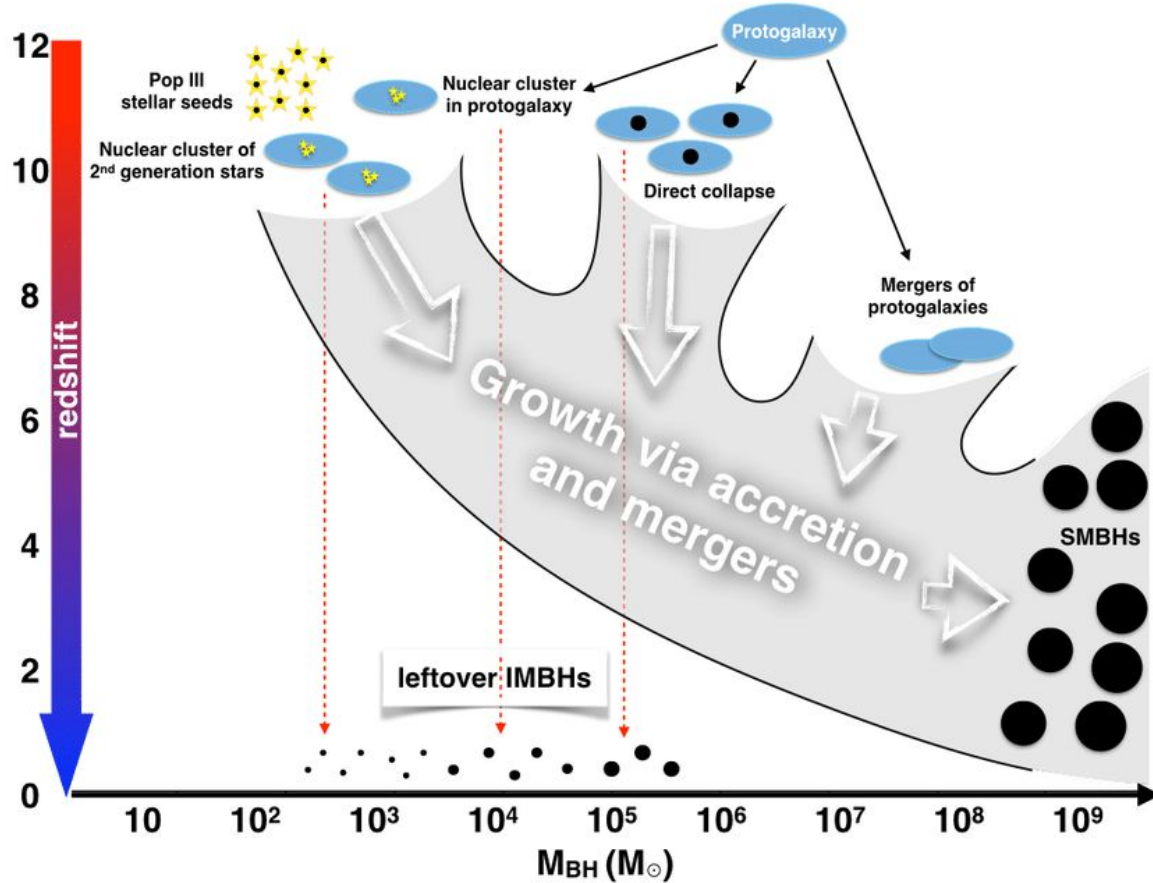 12
10
8
6
4
2
0
redshift
Pop III
stellar seeds
Nuclear cluster of
2nd generation stars
Nuclear cluster
in protogalaxy
Protogalaxy
Direct collapse
Mergers of
protogalaxies
Growth via accretion
and mergers
SMBHs
leftover IMBHs
10
10²
10³
10⁴
10⁵
10⁶
10⁷
10⁸
10⁹
M_BH (M☉)